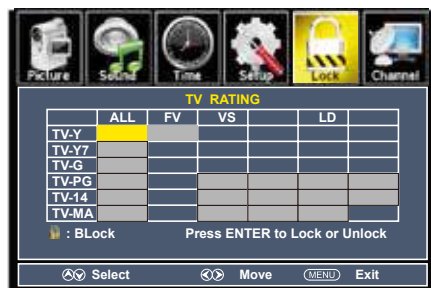 Picture Sound Time Setup Lock Channel
TV RATING
ALL FV VS LD
TV-Y
TV-Y7
TV-G
TV-PG
TV-14
TV-MA
: BLock Press ENTER to Lock or Unlock
Select Move MENU Exit